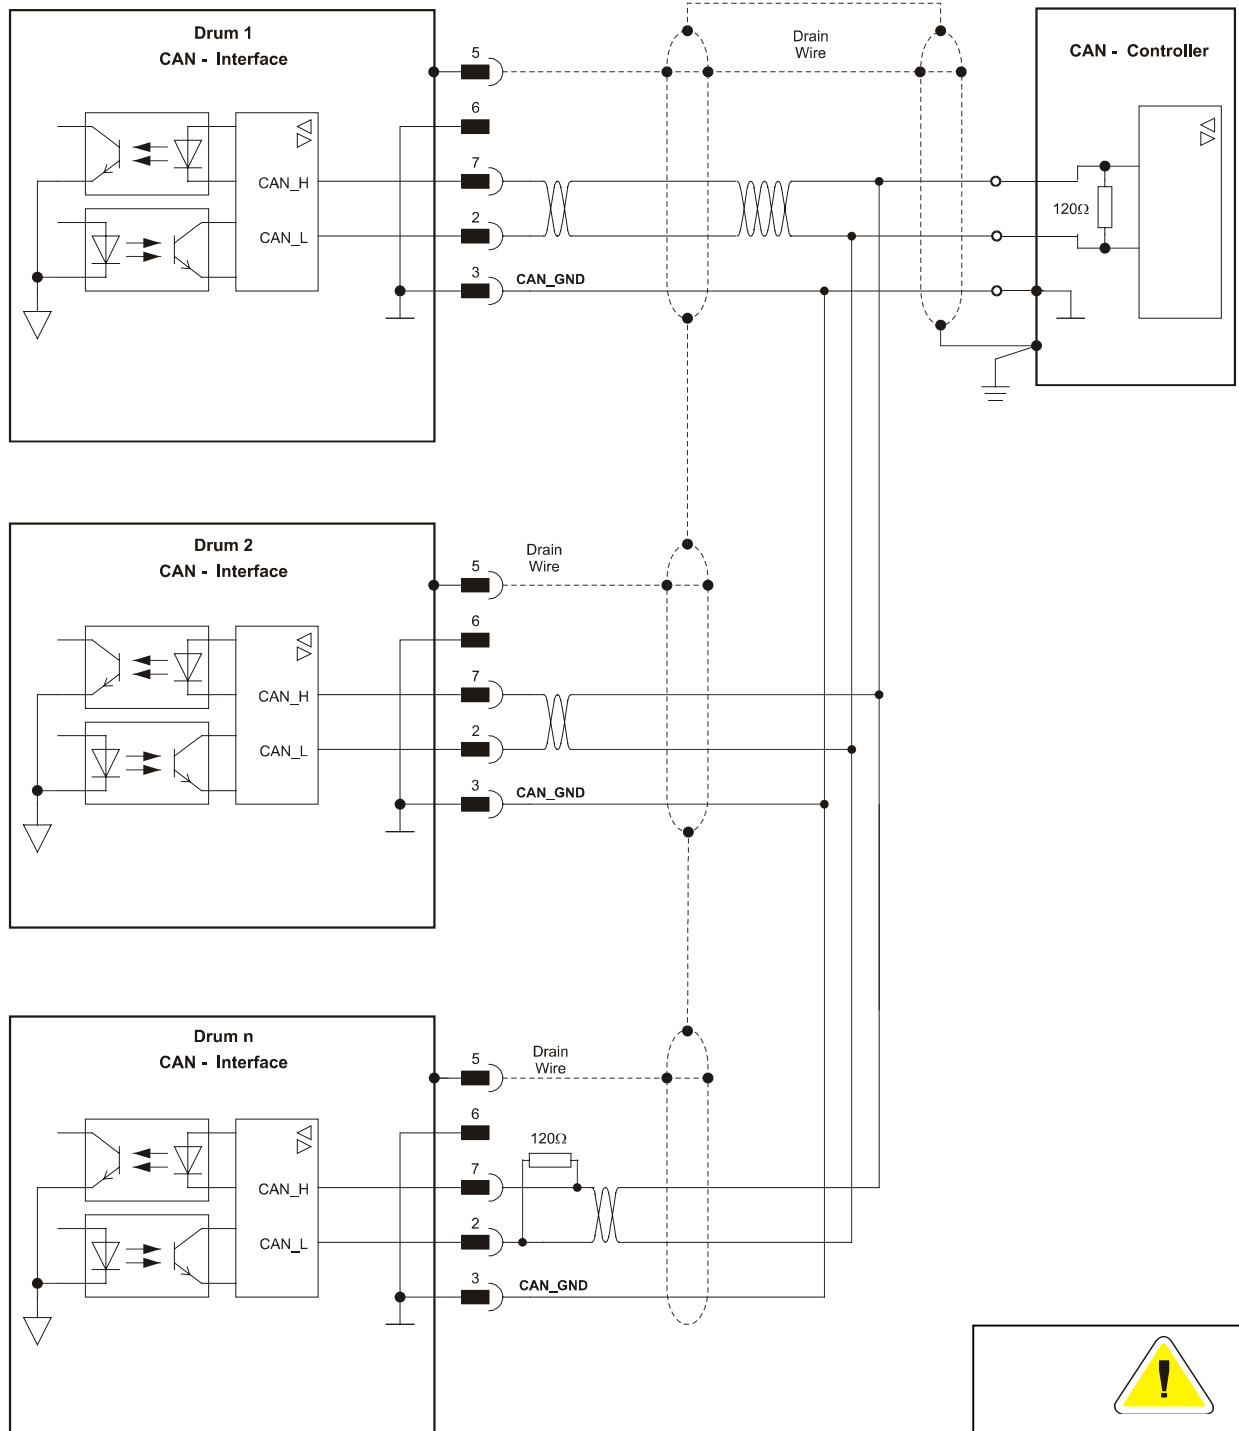 Drum 1
CAN - Interface
Drain
Wire
CAN - Controller
5
6
7
CAN_H
2
CAN_L
3
CAN_GND
120Ω
Drum 2
CAN - Interface
Drain
Wire
5
6
7
CAN_H
2
CAN_L
3
CAN_GND
Drum n
CAN - Interface
Drain
Wire
5
6
120Ω
7
CAN_H
2
CAN_L
3
CAN_GND
!